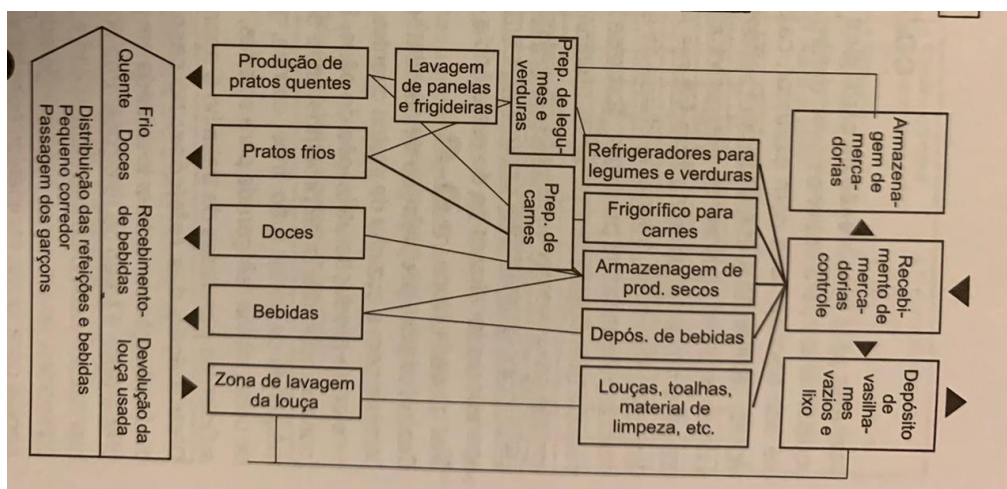 Produção de
pratos quentes
Pratos frios
Doces
Bebidas
Zona de lavagem
da louça
Lavagem
de panelas
e frigideiras
Prep. de legu-
mes e
verduras
Prep. de
carnes
Refrigeradores para
legumes e verduras
Frigorífico para
carnes
Armazenagem de
prod. secos
Depós. de bebidas
Louças, toalhas,
material de
limpeza, etc.
Armazena-
gem de
merca-
dorias
Recebi-
mento de
merca-
dorias
controle
Depósito
de
vasilha-
mes
vazios e
lixo
Frio Recebimento- Devolução da
Quente Doces de bebidas louça usada
Distribuição das refeições e bebidas
Pequeno corredor
Passagem dos garçons